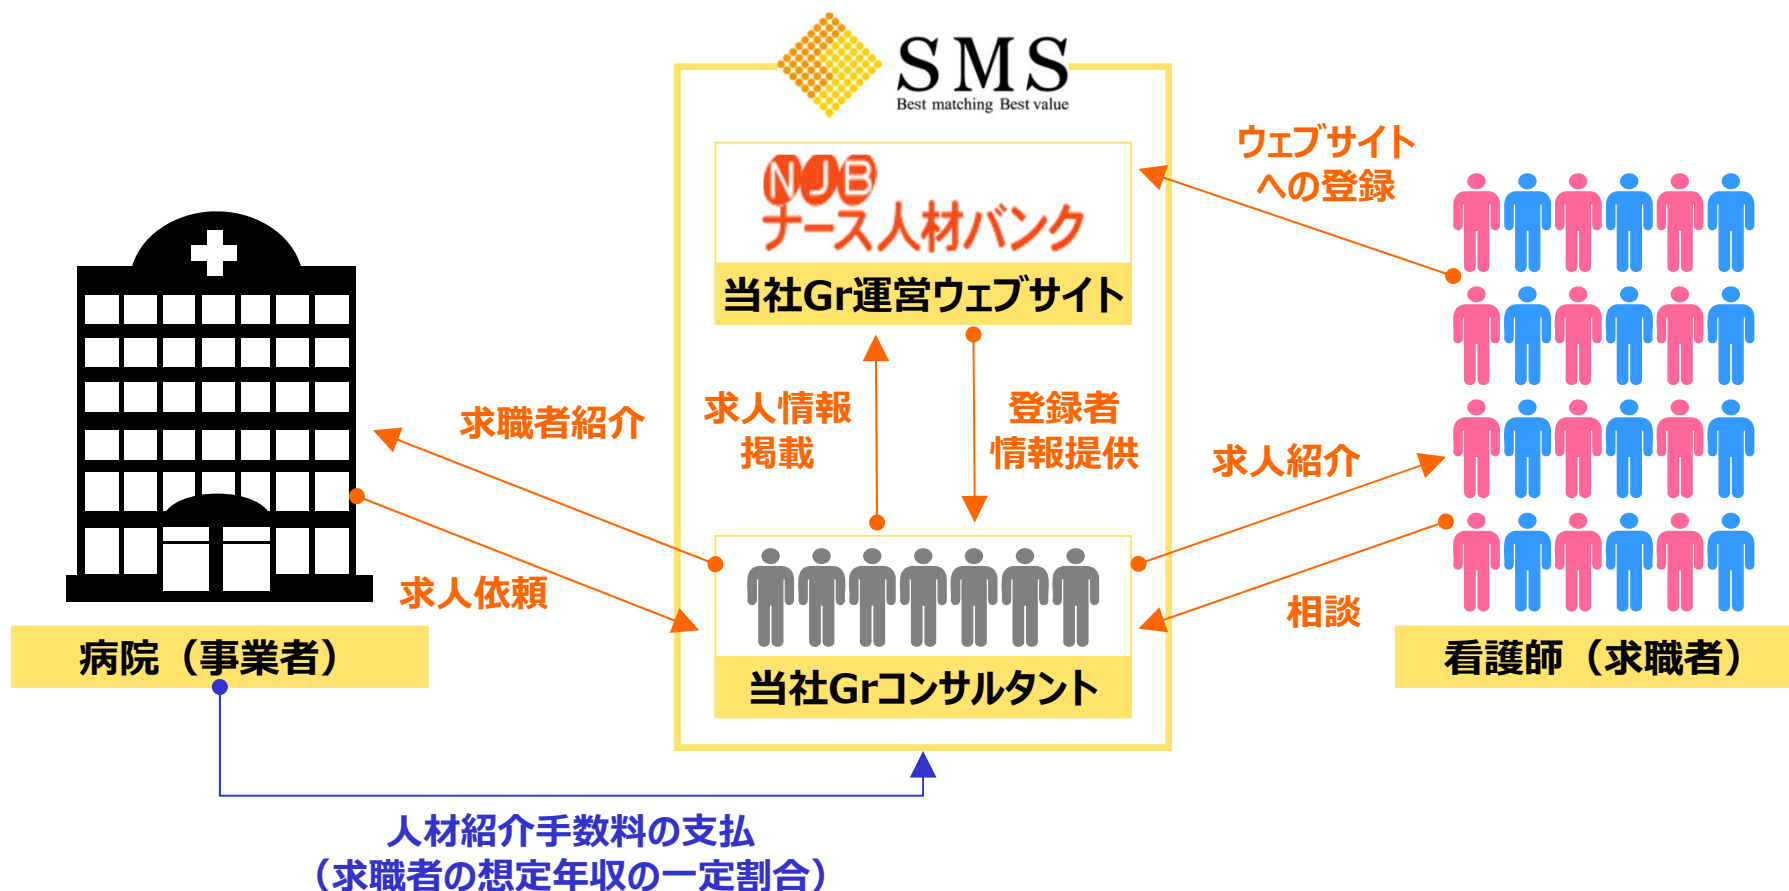 SMS
Best matching Best value
NJB
ナース人材バンク
当社Gr運営ウェブサイト
ウェブサイト
への登録
求職者紹介
求人情報
掲載
登録者
情報提供
求人紹介
求人依頼
相談
病院（事業者）
当社Grコンサルタント
看護師（求職者）
人材紹介手数料の支払
（求職者の想定年収の一定割合）